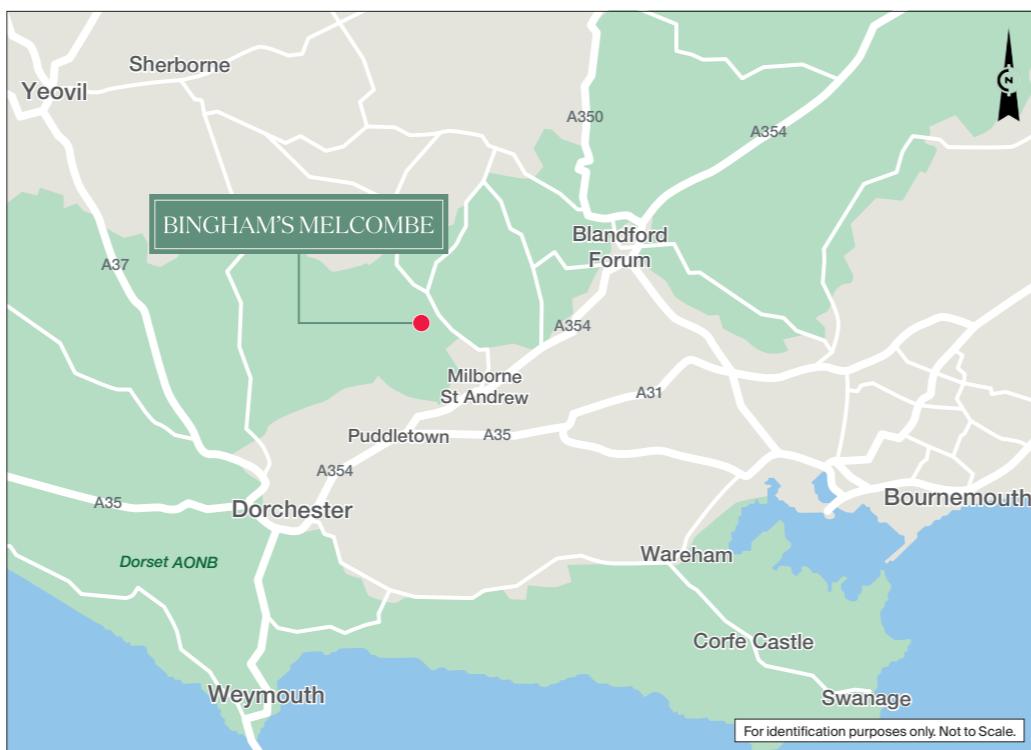 Sherborne
Yeovil
N
A350
A354
BINGHAM'S MELCOMBE
Blandford
Forum
A37
A354
Milborne
St Andrew
A31
Puddletown
A35
A354
A35
Dorchester
Bournemouth
Wareham
Dorset AONB
Corfe Castle
Weymouth
Swanage
For identification purposes only. Not to Scale.